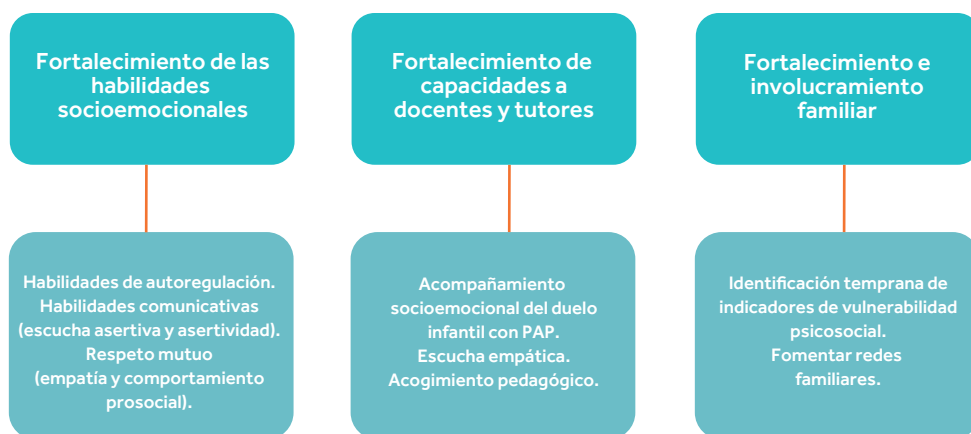 Fortalecimiento de las
habilidades
socioemocionales
Fortalecimiento de
capacidades a
docentes y tutores
Fortalecimiento e
involucramiento
familiar
Habilidades de autoregulación.
Habilidades comunicativas
(escucha asertiva y asertividad).
Respeto mutuo
(empatía y comportamiento
prosocial).
Acompañamiento
socioemocional del duelo
infantil con PAP.
Escucha empática.
Acogimiento pedagógico.
Identificación temprana de
indicadores de vulnerabilidad
psicosocial.
Fomentar redes
familiares.